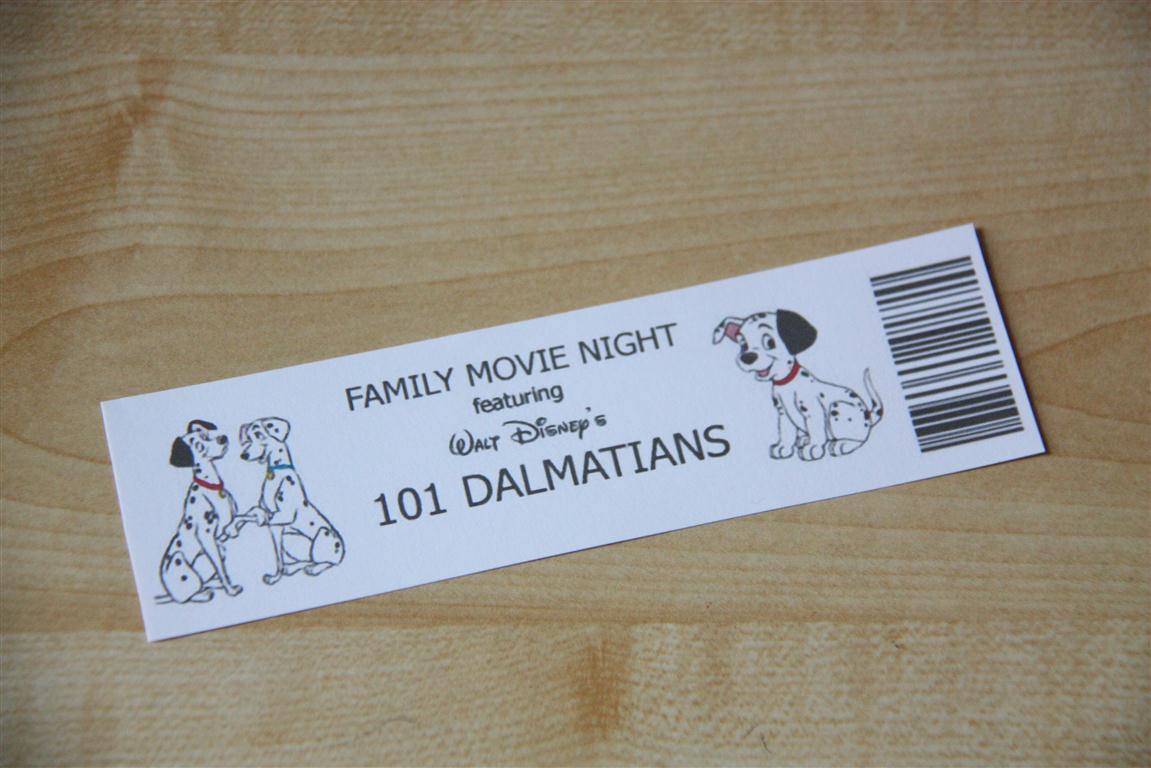 FAMILY MOVIE NIGHT
featuring
WALT DISNEY'S
101 DALMATIANS